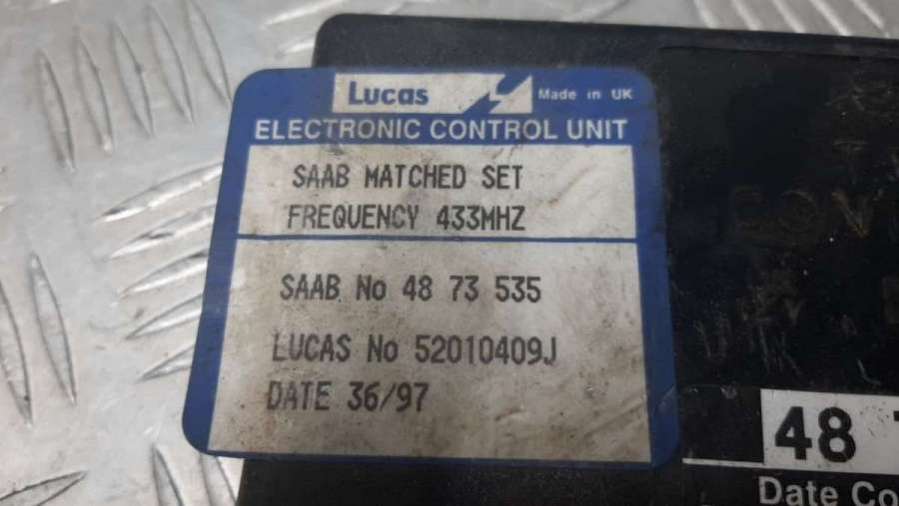 Lucas Made in UK
ELECTRONIC CONTROL UNIT
SAAB MATCHED SET
FREQUENCY 433MHZ
SAAB No 48 73 535
LUCAS No 52010409J
DATE 36/97
48
Date Co